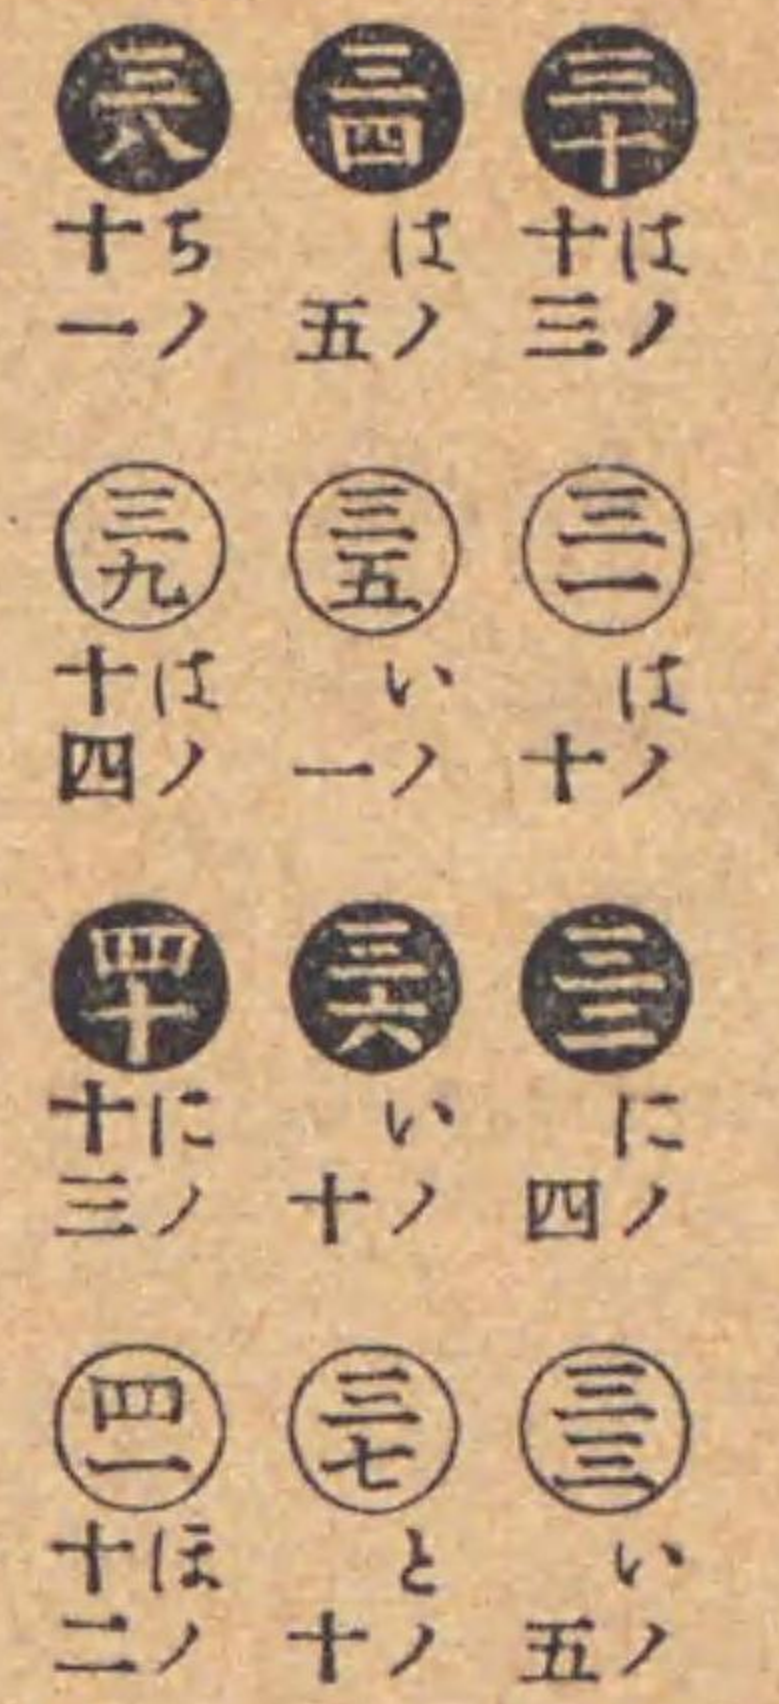 三十
はノ
十三
三一
はノ
十
三二
にノ
四
三三
いノ
五
三四
はノ
五
三五
いノ
一
三六
いノ
十
三七
とノ
十
三八
ちノ
十一
三九
はノ
十四
四十
にノ
十三
四一
ほノ
十二